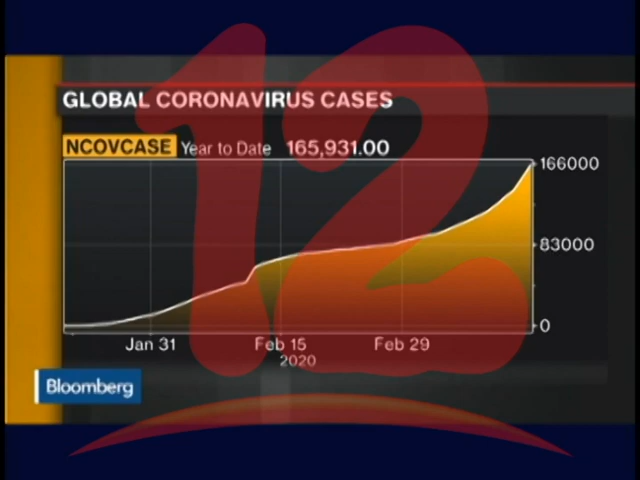 GLOBAL CORONAVIRUS CASES
NCOVCASE Year to Date 165,931.00
166000
83000
0
Jan 31 Feb 15 Feb 29
2020
Bloomberg
12